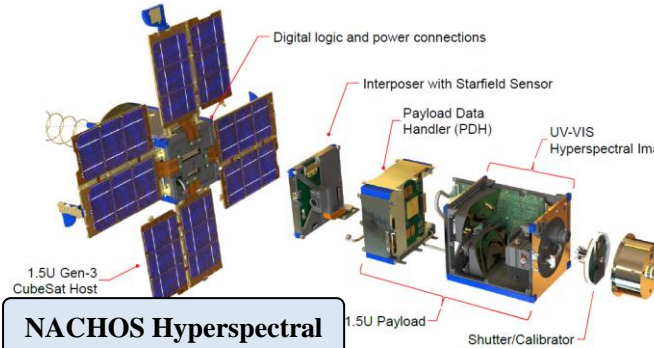 Digital logic and power connections
Interposer with Starfield Sensor
Payload Data
Handler (PDH)
UV-VIS
Hyperspectral Ima
1.5U Gen-3
CubeSat Host
NACHOS Hyperspectral
1.5U Payload
Shutter/Calibrator